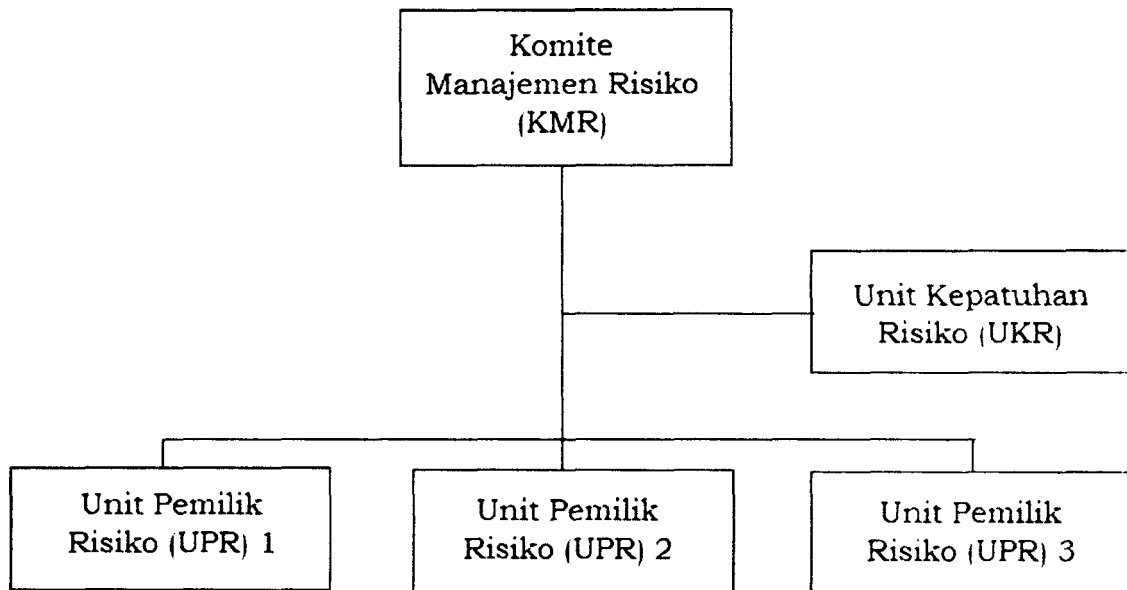 Komite
Manajemen Risiko
(KMR)
Unit Kepatuhan
Risiko (UKR)
Unit Pemilik
Risiko (UPR) 1
Unit Pemilik
Risiko (UPR) 2
Unit Pemilik
Risiko (UPR) 3